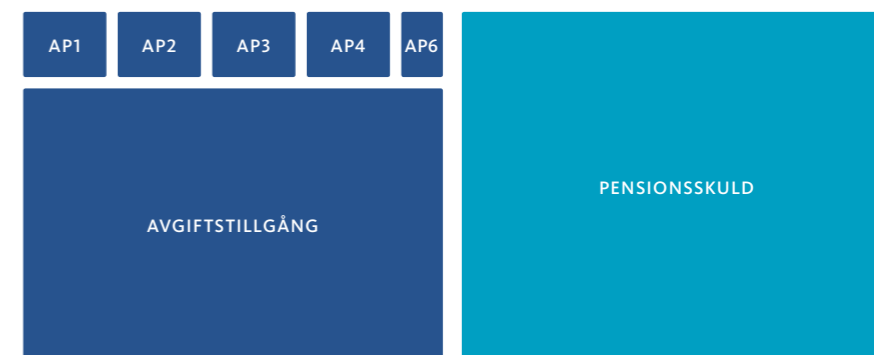 AP1
AP2
AP3
AP4
AP6
AVGIFTSTILLGÅNG
PENSIONSSKULD